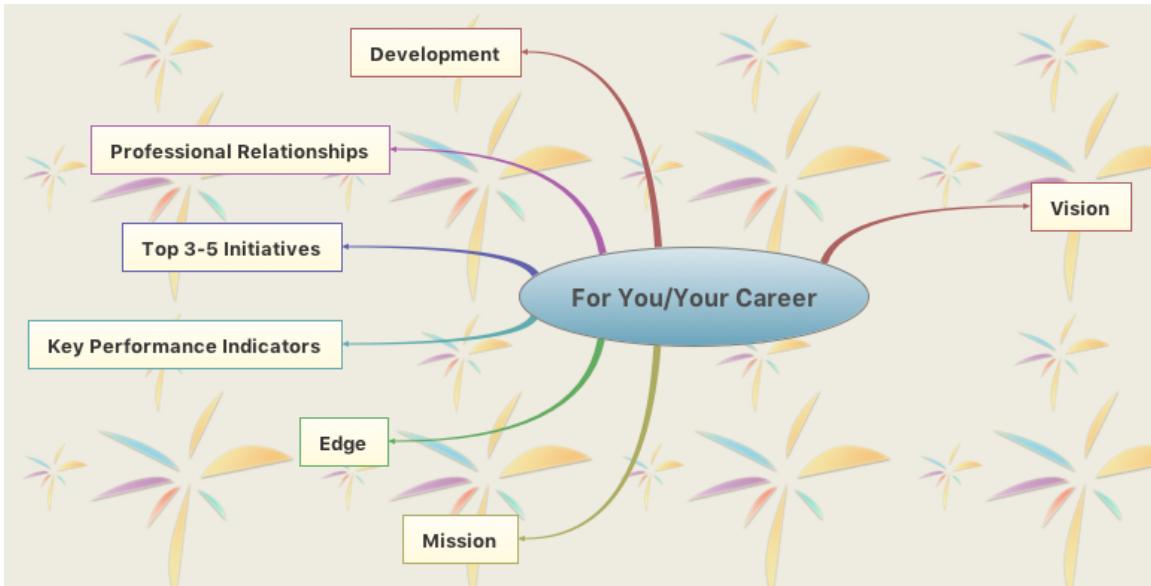 Development
Professional Relationships
Vision
Top 3-5 Initiatives
For You/Your Career
Key Performance Indicators
Edge
Mission